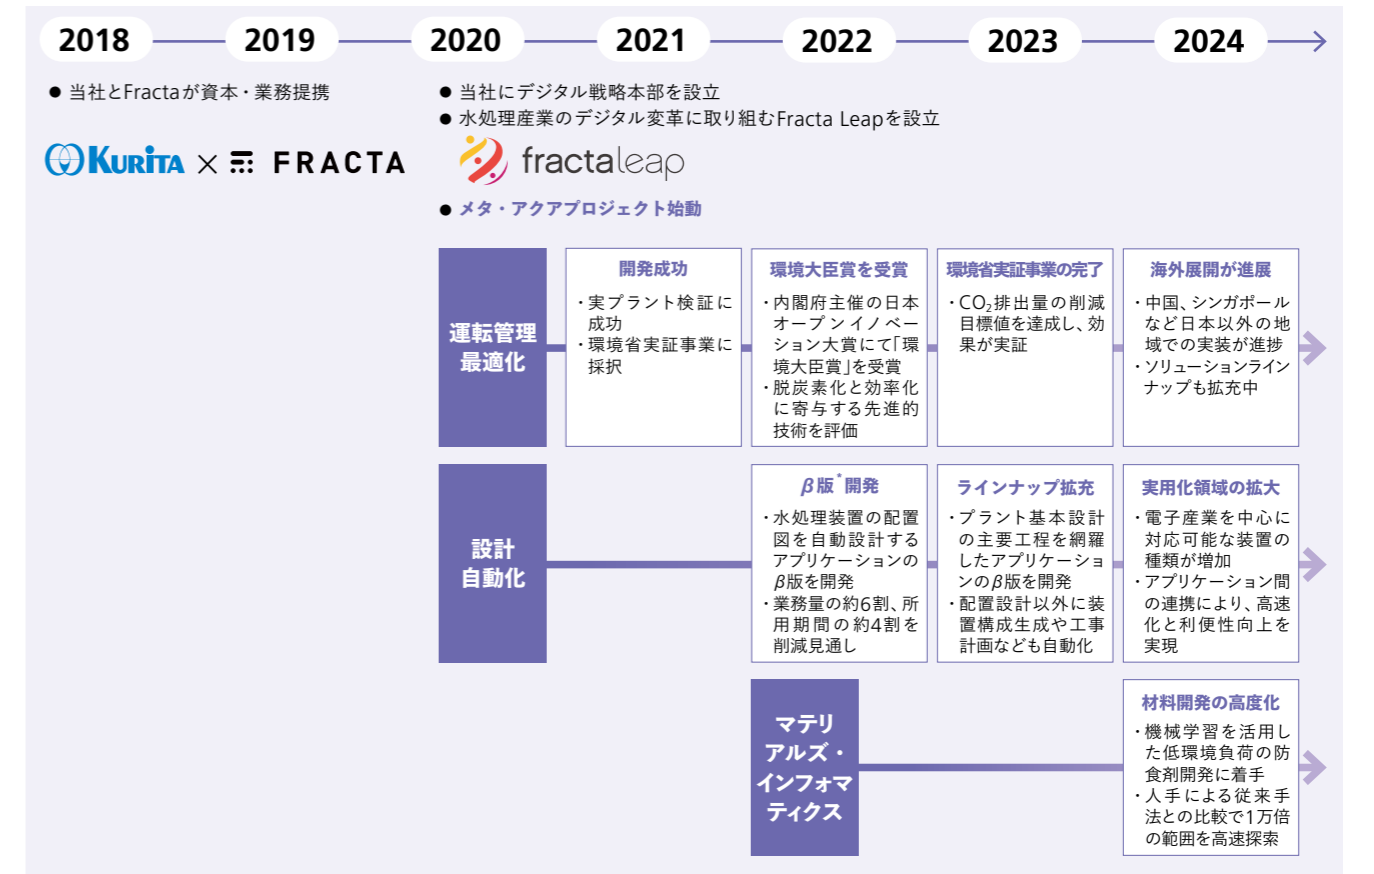 2018
2019
2020
2021
2022
2023
2024
● 当社とFractaが資本・業務提携
KURITA × FRACTA
● 当社にデジタル戦略本部を設立
● 水処理産業のデジタル変革に取り組むFracta Leapを設立
fractaleap
● メタ・アクアプロジェクト始動
運転管理
最適化
開発成功
・実プラント検証に
成功
・環境省実証事業に
採択
環境大臣賞を受賞
・内閣府主催の日本
オープンイノベー
ション大賞にて「環
境大臣賞」を受賞
・脱炭素化と効率化
に寄与する先進的
技術を評価
環境省実証事業の完了
・CO₂排出量の削減
目標値を達成し、効
果が実証
海外展開が進展
・中国、シンガポール
など日本以外の地
域での実装が進捗
・ソリューションライン
ナップも拡充中
設計
自動化
β版*開発
・水処理装置の配置
図を自動設計する
アプリケーションの
β版を開発
・業務量の約6割、所
用期間の約4割を
削減見通し
ラインナップ拡充
・プラント基本設計
の主要工程を網羅
したアプリケーショ
ンのβ版を開発
・配置設計以外に装
置構成生成や工事
計画なども自動化
実用化領域の拡大
・電子産業を中心に
対応可能な装置の
種類が増加
・アプリケーション間
の連携により、高速
化と利便性向上を
実現
マテリ
アルズ・
インフォマ
ティクス
材料開発の高度化
・機械学習を活用し
た低環境負荷の防
食剤開発に着手
・人手による従来手
法との比較で1万倍
の範囲を高速探索